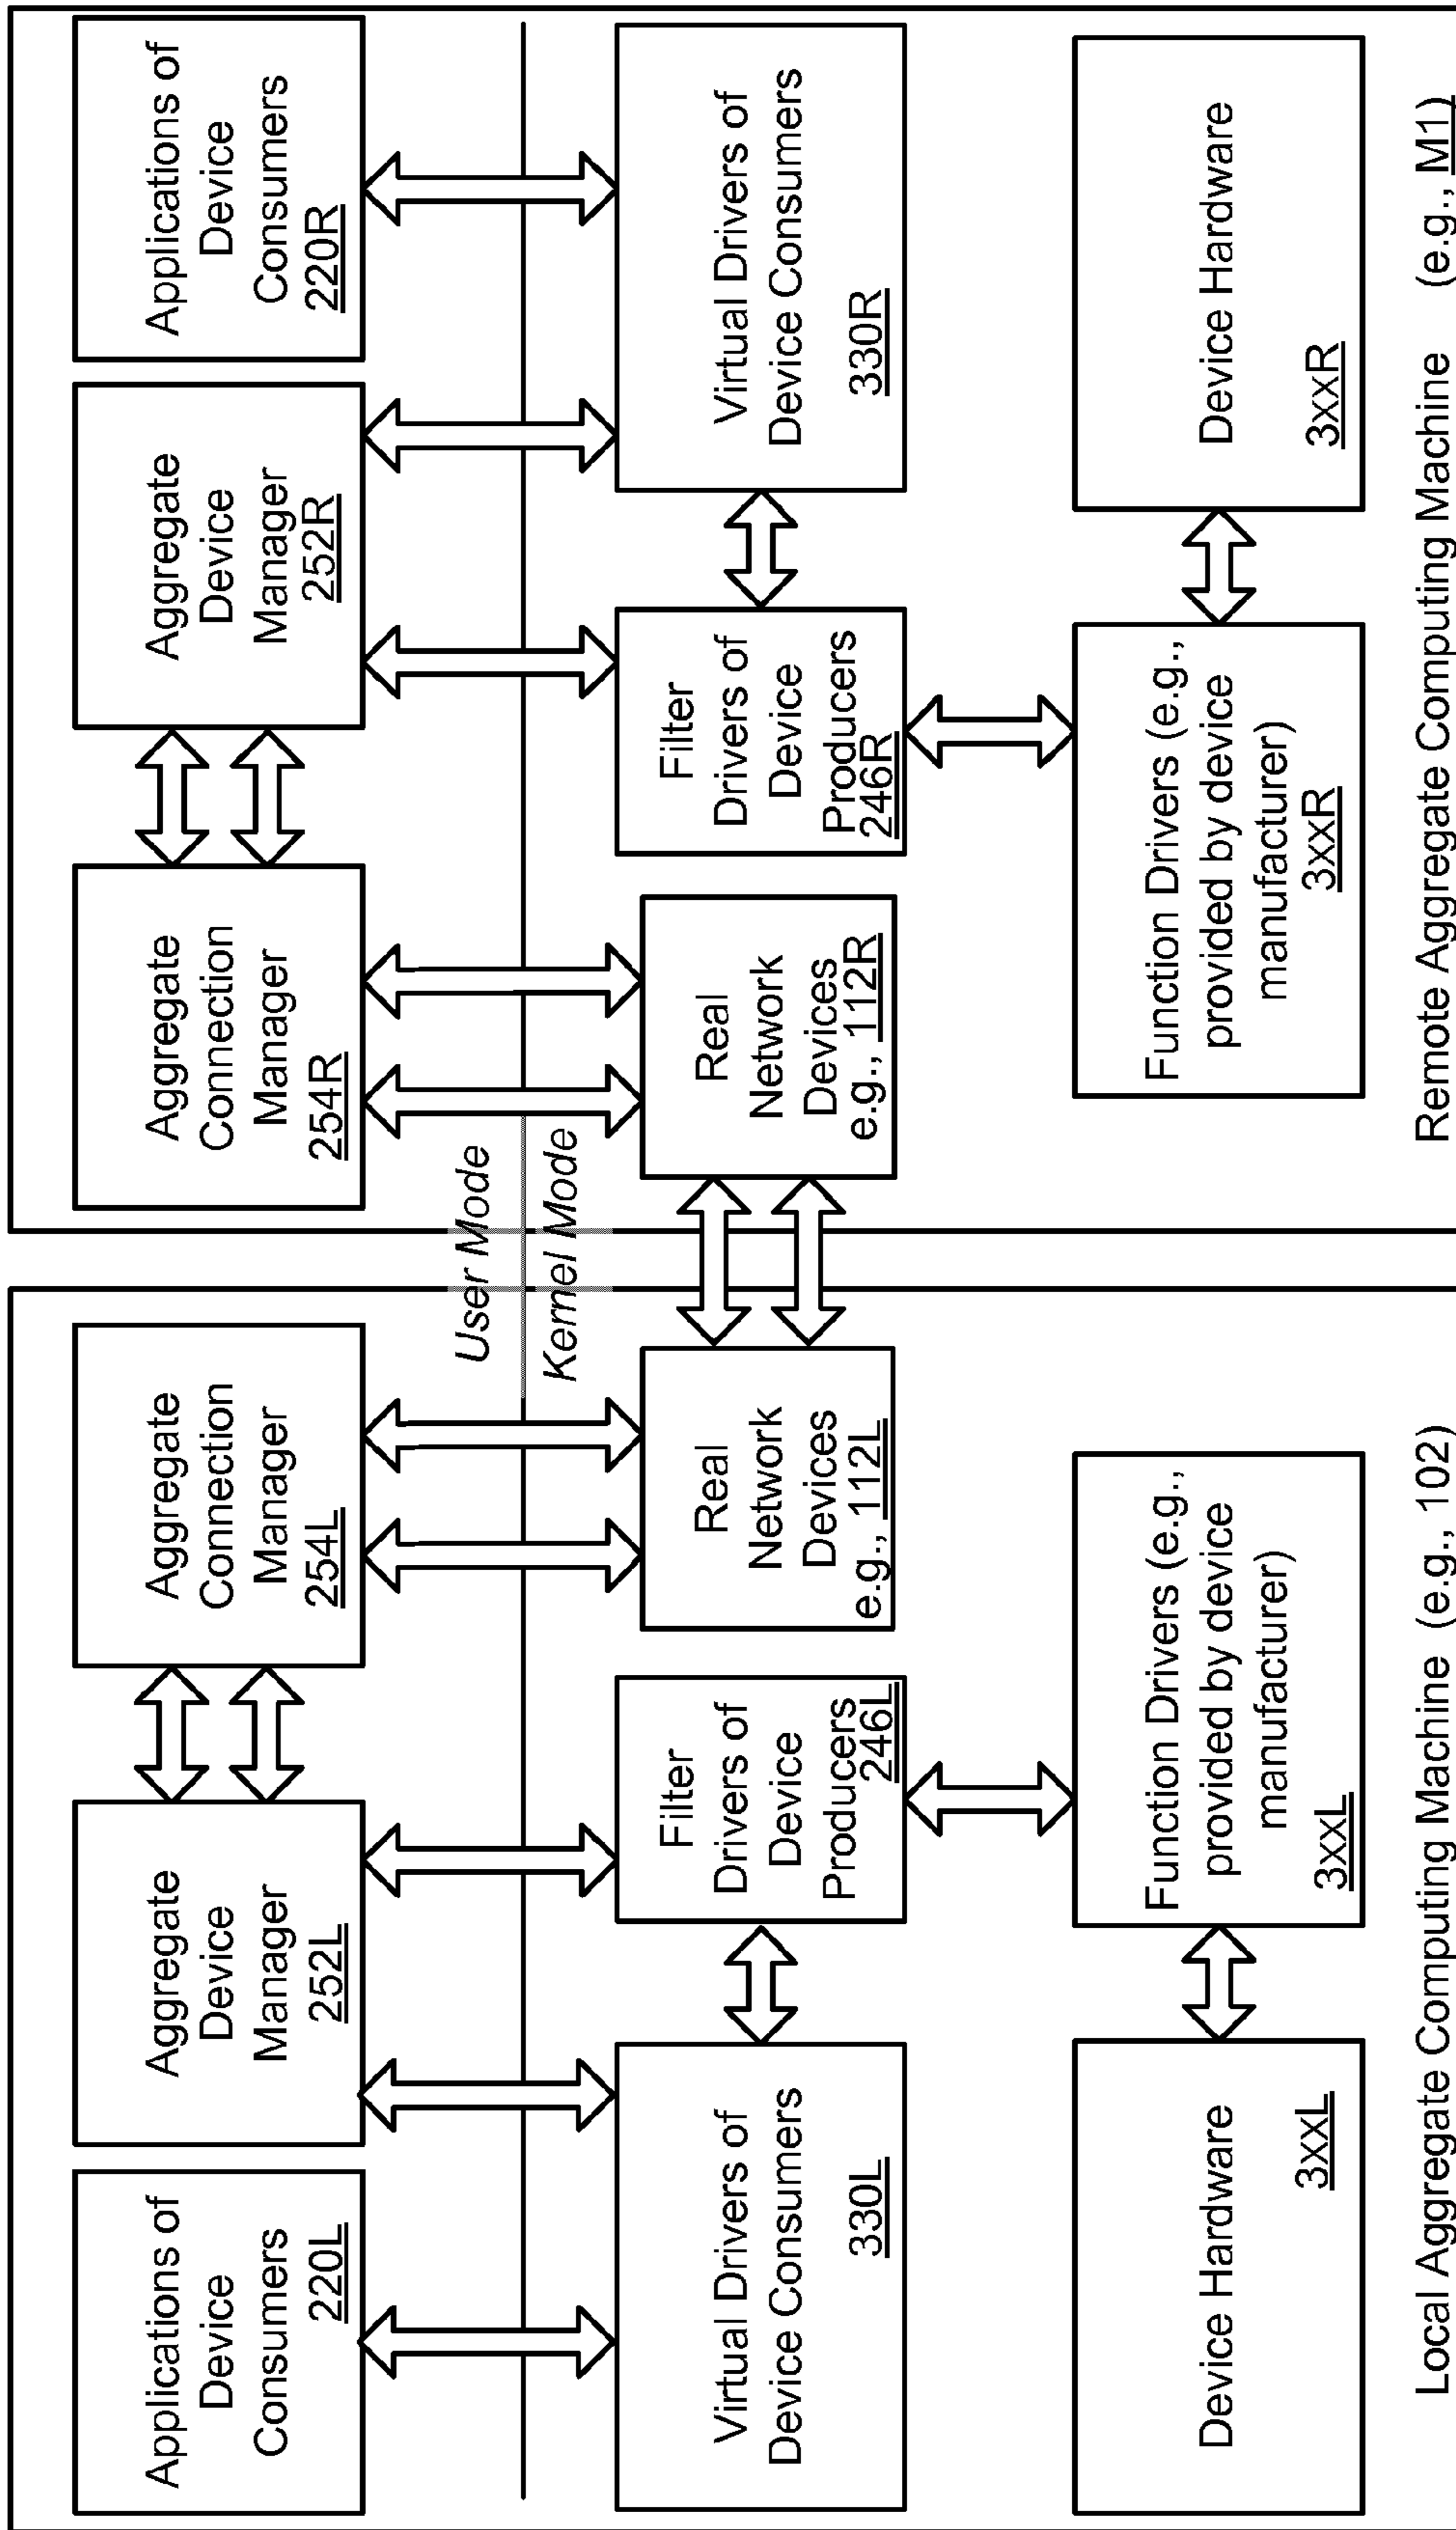 Applications of
Device
Consumers
220L
Aggregate
Device
Manager
252L
Aggregate
Connection
Manager
254L
User Mode
Kernel Mode
Aggregate
Connection
Manager
254R
Aggregate
Device
Manager
252R
Applications of
Device
Consumers
220R
Virtual Drivers of
Device Consumers
330L
Filter
Drivers of
Device
Producers
246L
Real
Network
Devices
e.g., 112L
Real
Network
Devices
e.g., 112R
Filter
Drivers of
Device
Producers
246R
Virtual Drivers of
Device Consumers
330R
Device Hardware
3xxL
Function Drivers (e.g.,
provided by device
manufacturer)
3xxL
Function Drivers (e.g.,
provided by device
manufacturer)
3xxR
Device Hardware
3xxR
Local Aggregate Computing Machine (e.g., 102)
Remote Aggregate Computing Machine (e.g., M1)